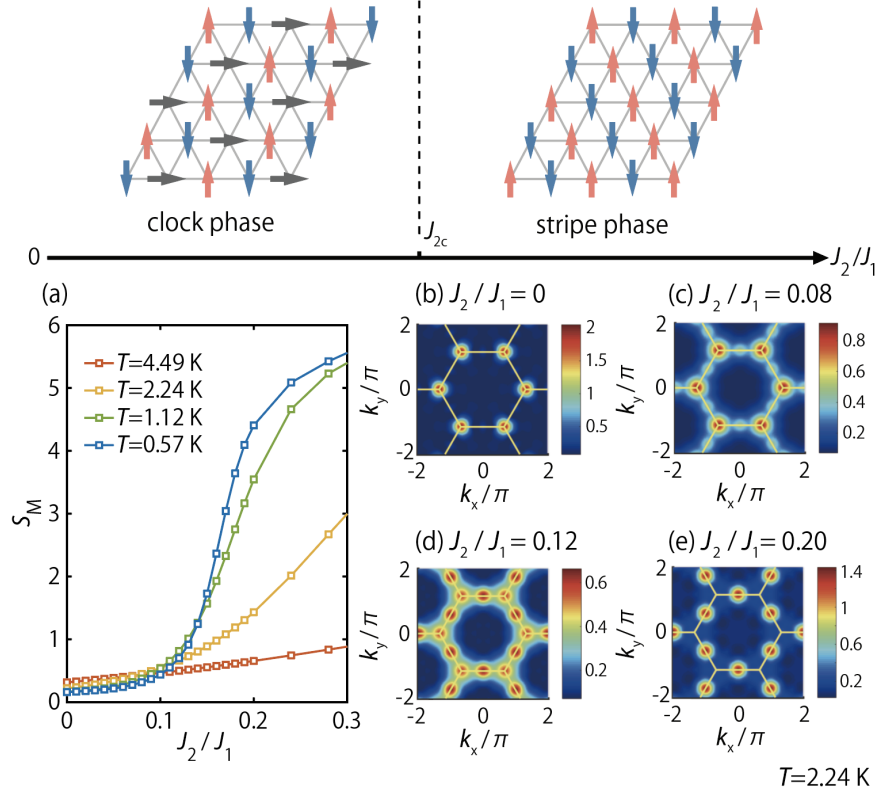 clock phase
stripe phase
J2c
0
J2/J1
(a)
6
5
4
3
2
1
0
SM
T=4.49 K
T=2.24 K
T=1.12 K
T=0.57 K
0
0.1
0.2
0.3
J2/J1
(b) J2/J1=0
2
0
-2
ky/π
-2
0
2
kx/π
2
1.5
1
0.5
(c) J2/J1=0.08
2
0
-2
ky/π
-2
0
2
kx/π
0.8
0.6
0.4
0.2
(d) J2/J1=0.12
2
0
-2
ky/π
-2
0
2
kx/π
0.6
0.4
0.2
(e) J2/J1=0.20
2
0
-2
ky/π
-2
0
2
kx/π
1.4
1
0.6
0.2
T=2.24 K